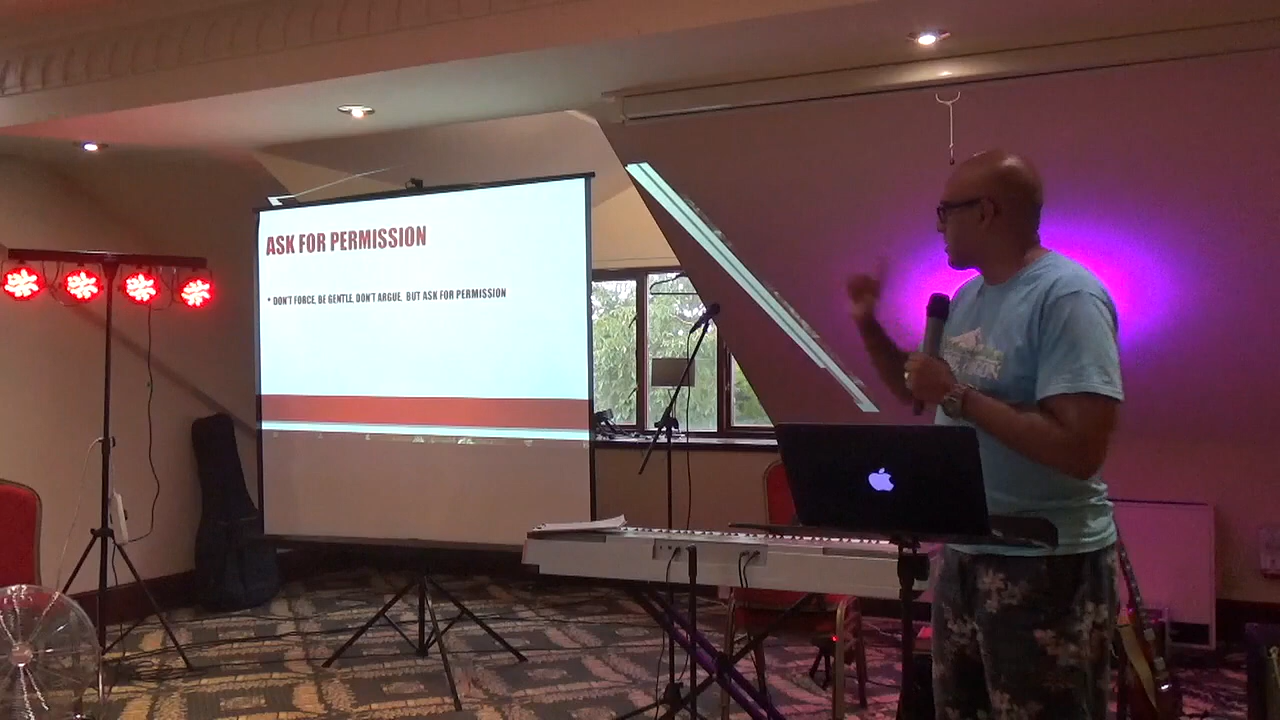 ASK FOR PERMISSION
• DON'T FORCE, BE GENTLE, DON'T ARGUE, BUT ASK FOR PERMISSION